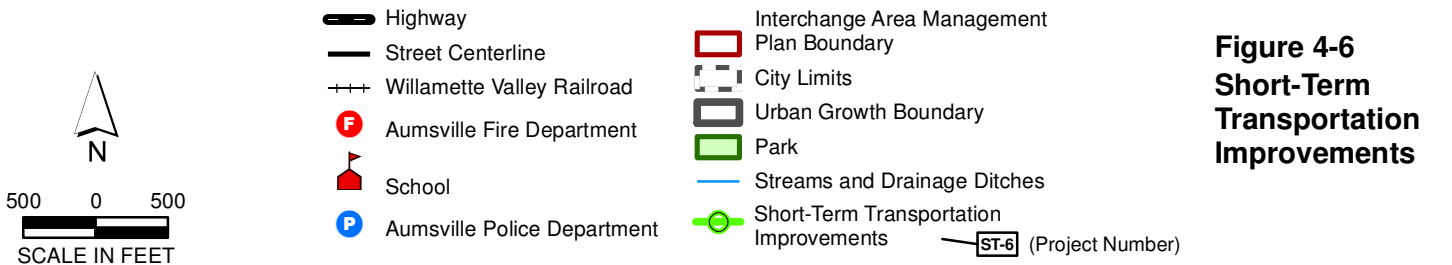 N
500 0 500
SCALE IN FEET
Highway
Street Centerline
Willamette Valley Railroad
F
Aumsville Fire Department
School
P
Aumsville Police Department
Interchange Area Management
Plan Boundary
City Limits
Urban Growth Boundary
Park
Streams and Drainage Ditches
Short-Term Transportation
Improvements
ST-6 (Project Number)
Figure 4-6
Short-Term
Transportation
Improvements